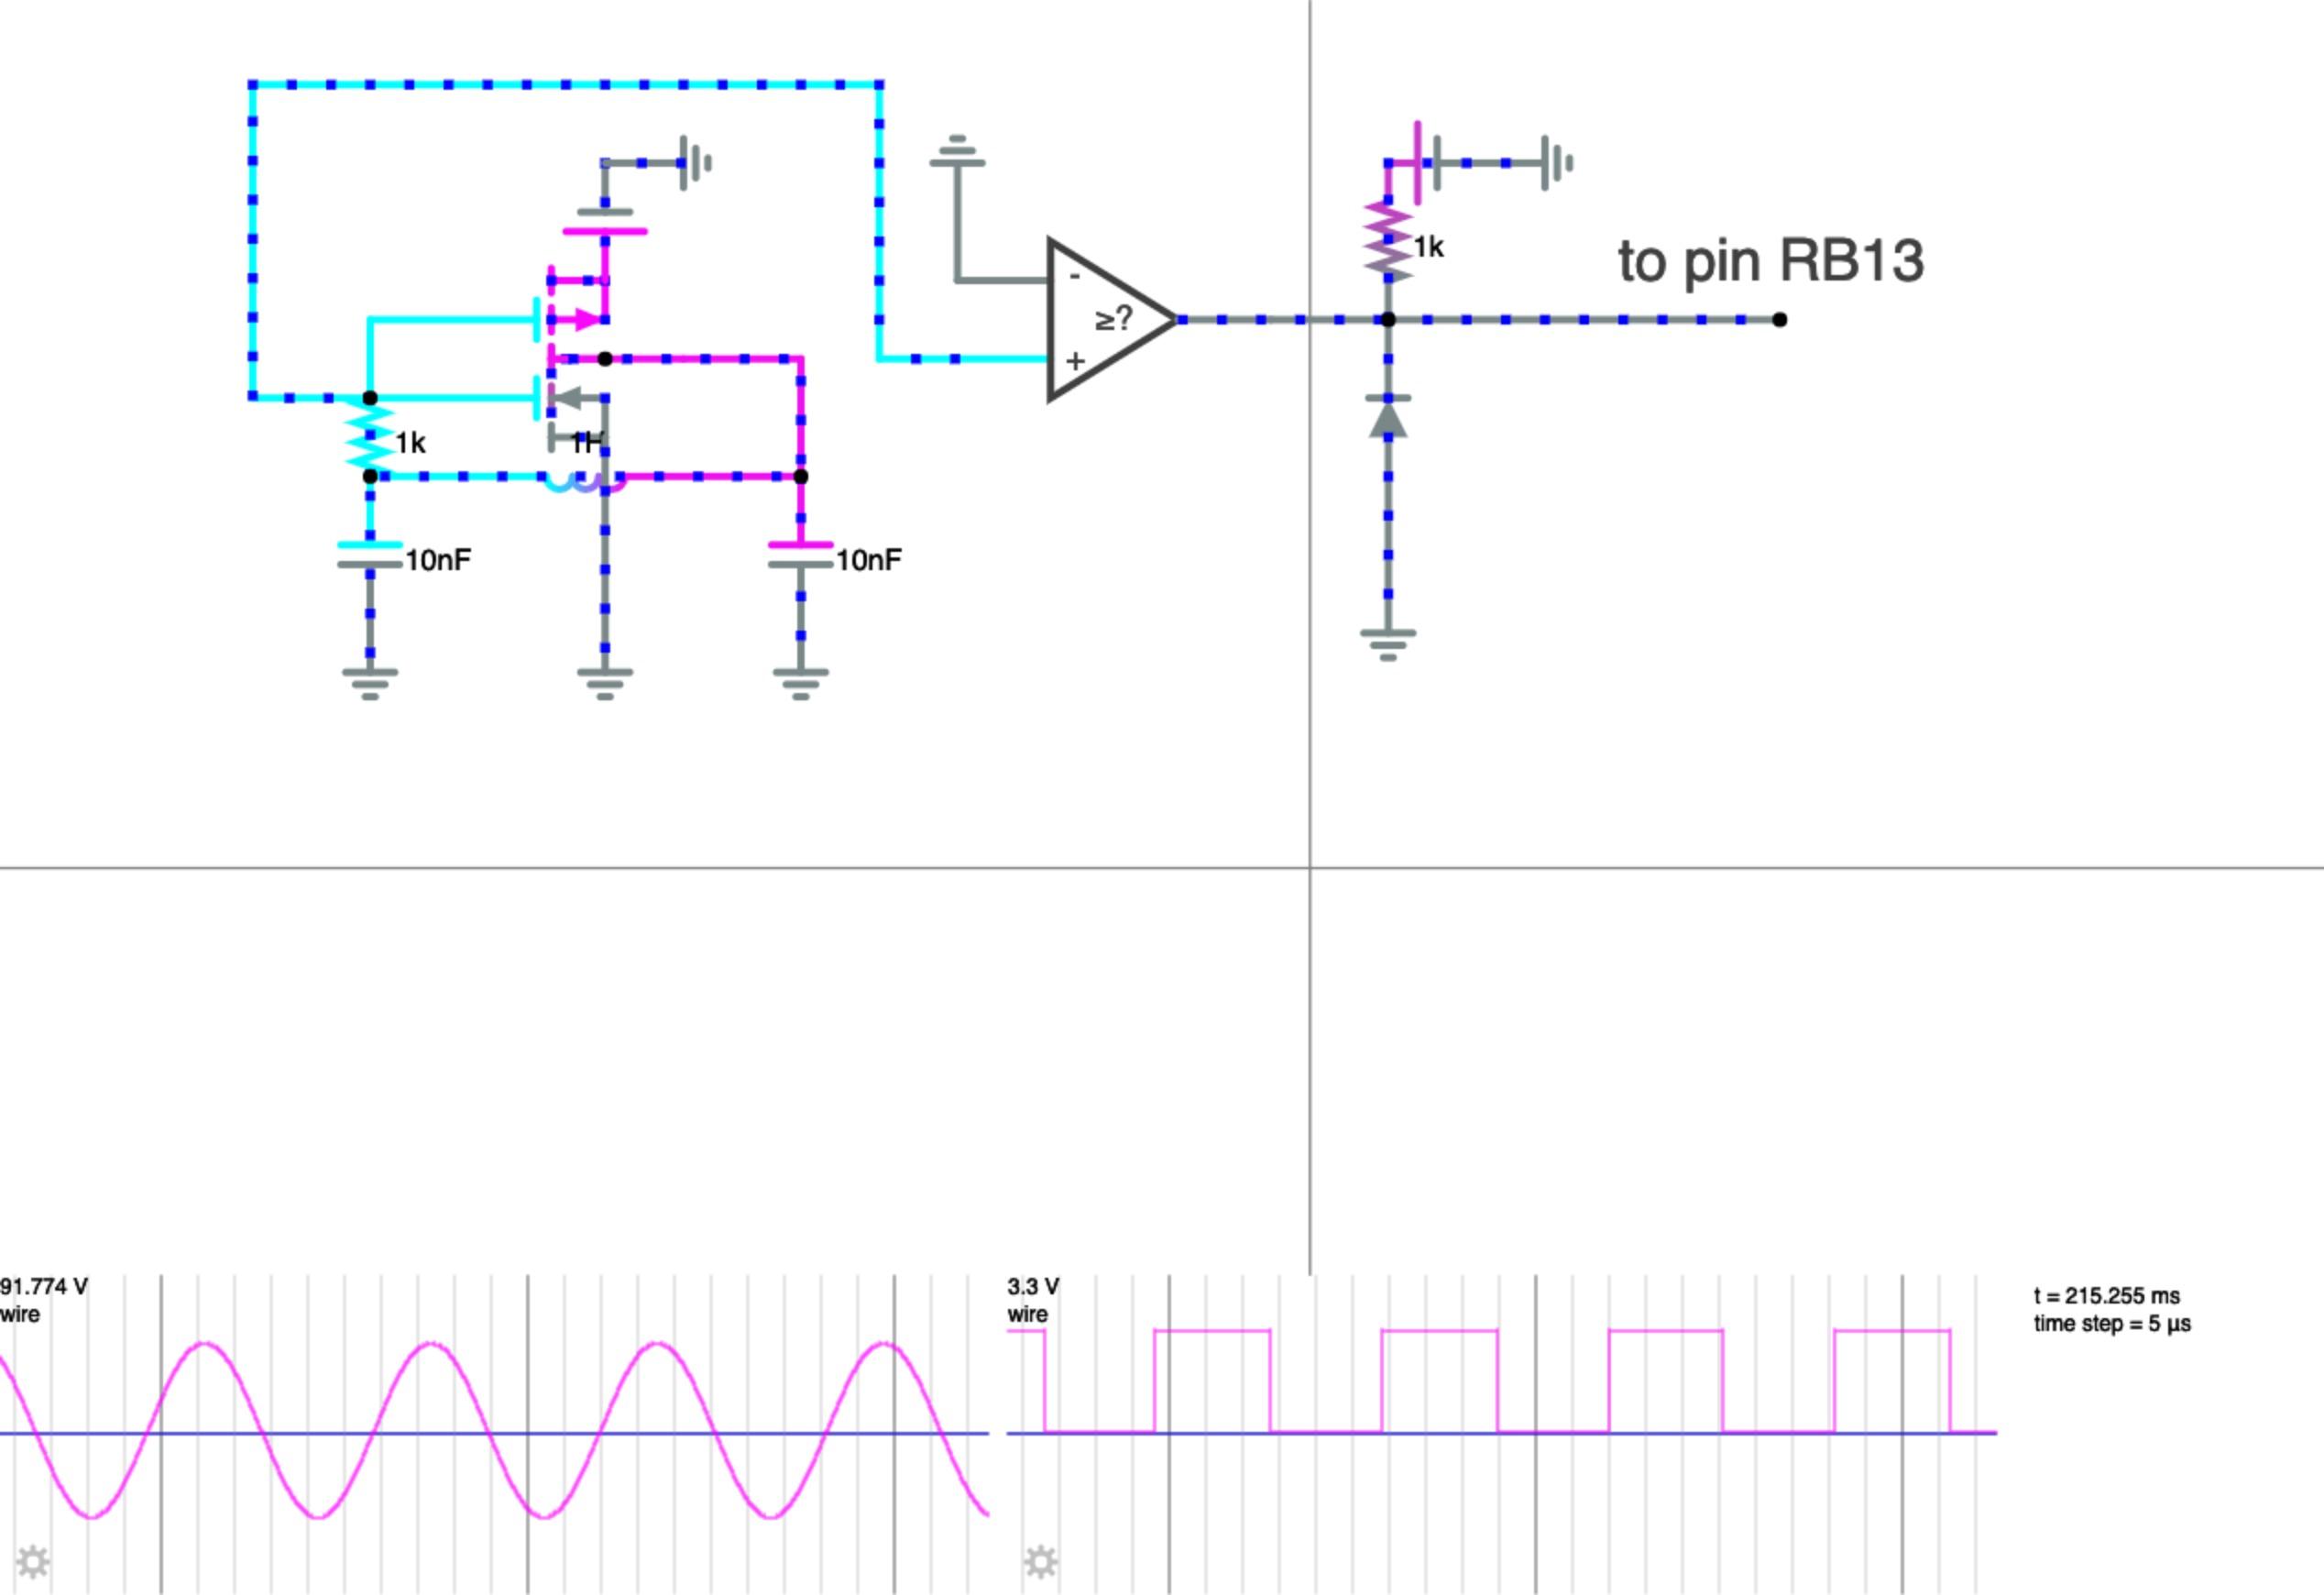 to pin RB13
1k
-
≥?
+
1k
1H
10nF
10nF
91.774 V
wire
3.3 V
wire
t = 215.255 ms
time step = 5 µs